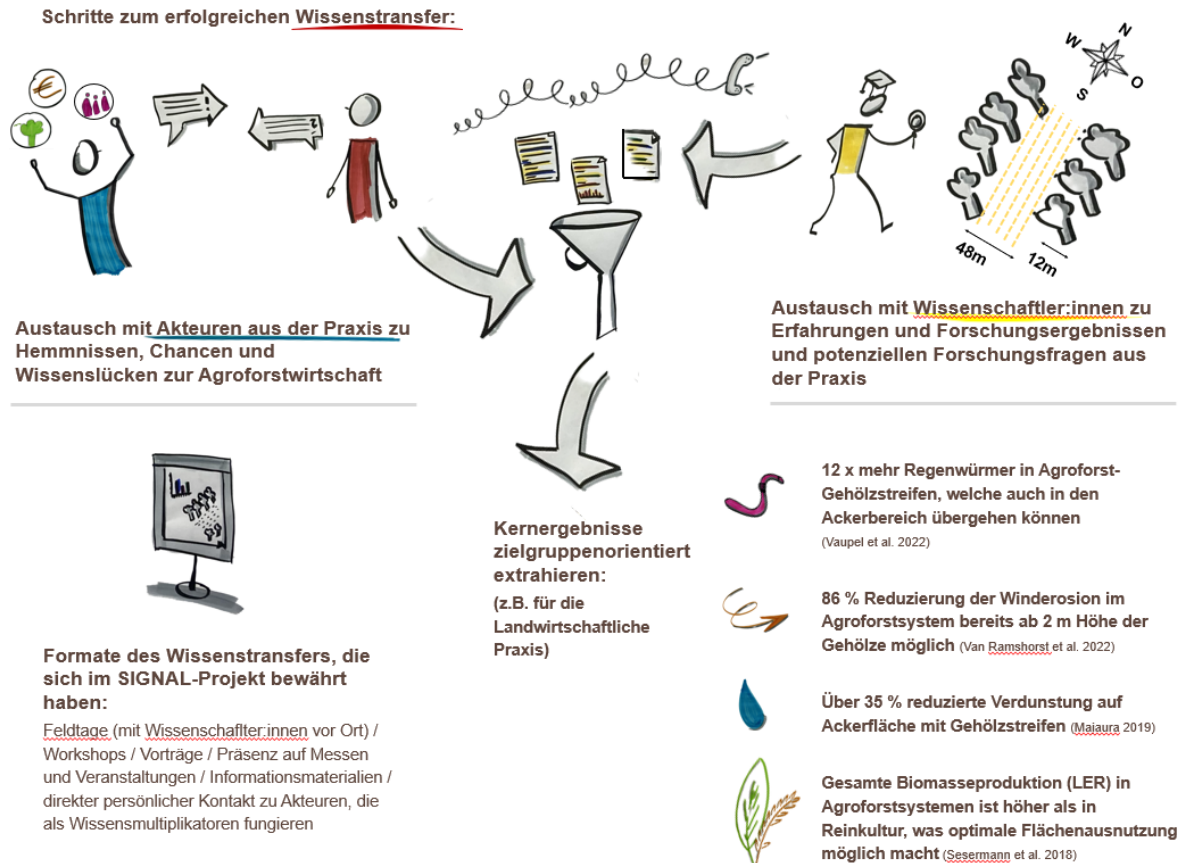 Schritte zum erfolgreichen Wissenstransfer:
N
W
O
S
48m
12m
Austausch mit Akteuren aus der Praxis zu
Hemmnissen, Chancen und
Wissenslücken zur Agroforstwirtschaft
Austausch mit Wissenschaftler:innen zu
Erfahrungen und Forschungsergebnissen
und potenziellen Forschungsfragen aus
der Praxis
Kernergebnisse
zielgruppenorientiert
extrahieren:
(z.B. für die
Landwirtschaftliche
Praxis)
12 x mehr Regenwürmer in Agroforst-
Gehölzstreifen, welche auch in den
Ackerbereich übergehen können
(Vaupel et al. 2022)
86 % Reduzierung der Winderosion im
Agroforstsystem bereits ab 2 m Höhe der
Gehölze möglich (Van Ramshorst et al. 2022)
Über 35 % reduzierte Verdunstung auf
Ackerfläche mit Gehölzstreifen (Majaura 2019)
Gesamte Biomasseproduktion (LER) in
Agroforstsystemen ist höher als in
Reinkultur, was optimale Flächenausnutzung
möglich macht (Sesermann et al. 2018)
Formate des Wissenstransfers, die
sich im SIGNAL-Projekt bewährt
haben:
Feldtage (mit Wissenschaflter:innen vor Ort) /
Workshops / Vorträge / Präsenz auf Messen
und Veranstaltungen / Informationsmaterialien /
direkter persönlicher Kontakt zu Akteuren, die
als Wissensmultiplikatoren fungieren